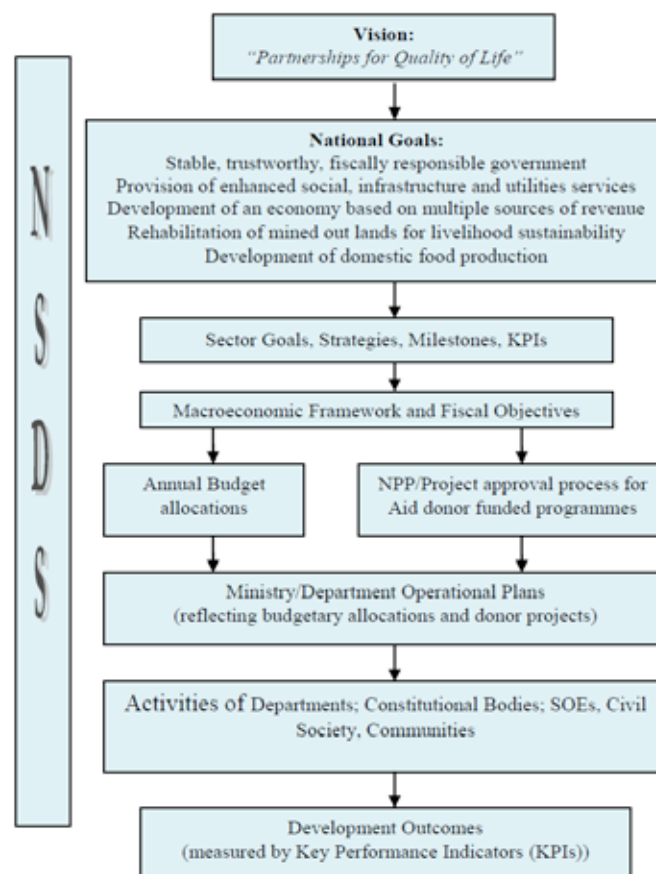 Vision:
“Partnerships for Quality of Life”
N
S
D
S
National Goals:
Stable, trustworthy, fiscally responsible government
Provision of enhanced social, infrastructure and utilities services
Development of an economy based on multiple sources of revenue
Rehabilitation of mined out lands for livelihood sustainability
Development of domestic food production
Sector Goals, Strategies, Milestones, KPIs
Macroeconomic Framework and Fiscal Objectives
Annual Budget
allocations
NPP/Project approval process for
Aid donor funded programmes
Ministry/Department Operational Plans
(reflecting budgetary allocations and donor projects)
Activities of Departments; Constitutional Bodies; SOEs, Civil
Society, Communities
Development Outcomes
(measured by Key Performance Indicators (KPIs))